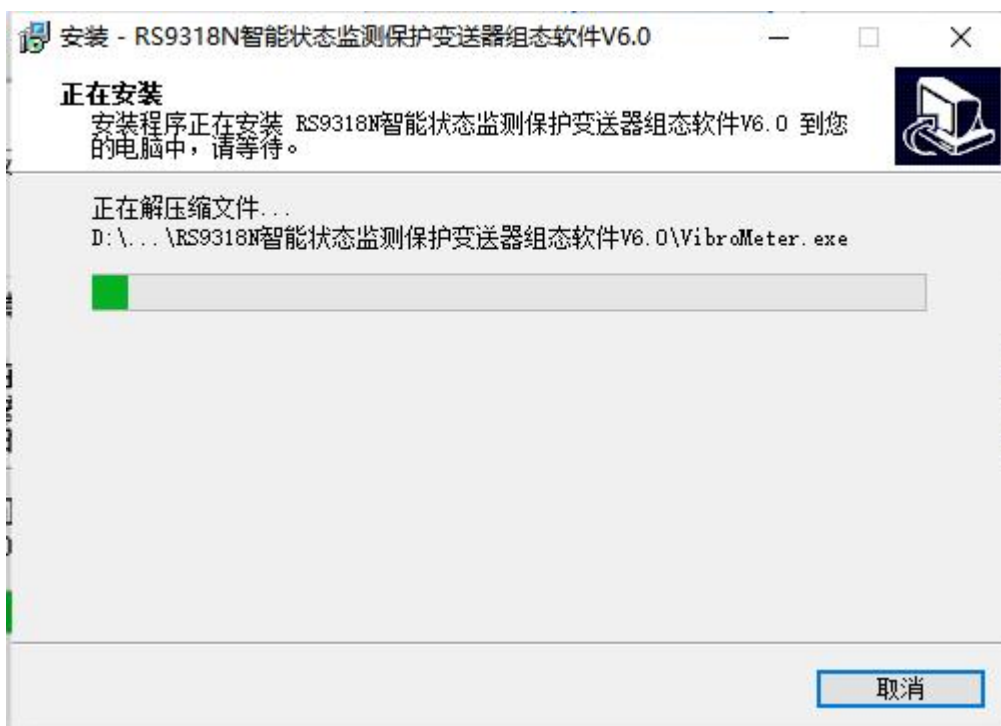 安装 - RS9318N智能状态监测保护变送器组态软件V6.0
正在安装
安装程序正在安装 RS9318N智能状态监测保护变送器组态软件V6.0 到您
的电脑中，请等待。
正在解压缩文件...
D:\...\RS9318N智能状态监测保护变送器组态软件V6.0\VibroMeter.exe
取消